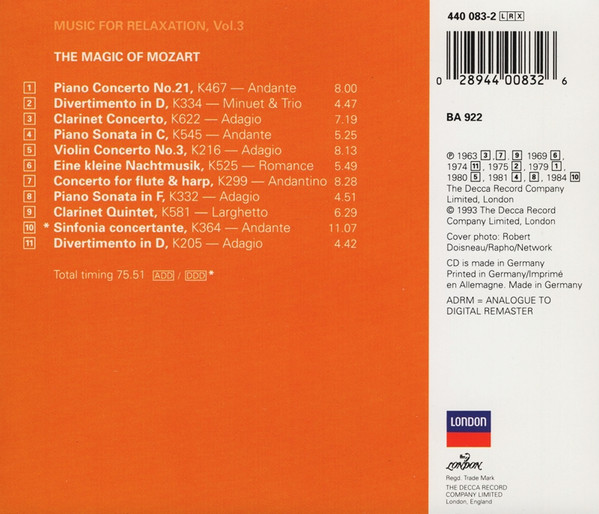 MUSIC FOR RELAXATION, Vol.3
THE MAGIC OF MOZART
1 Piano Concerto No.21, K467 — Andante 8.00
2 Divertimento in D, K334 — Minuet & Trio 4.47
3 Clarinet Concerto, K622 — Adagio 7.19
4 Piano Sonata in C, K545 — Andante 5.25
5 Violin Concerto No.3, K216 — Adagio 8.13
6 Eine kleine Nachtmusik, K525 — Romance 5.49
7 Concerto for flute & harp, K299 — Andantino 8.28
8 Piano Sonata in F, K332 — Adagio 4.51
9 Clarinet Quintet, K581 — Larghetto 6.29
10 * Sinfonia concertante, K364 — Andante 11.07
11 Divertimento in D, K205 — Adagio 4.42
Total timing 75.51 ADD / DDD *
440 083-2 LRX
0 28944 00832 6
BA 922
Ⓟ 1963 3, 7, 9 1969 6,
1974 11, 1975 2, 1979 1,
1980 5, 1981 4, 8, 1984 10
The Decca Record Company
Limited, London
© 1993 The Decca Record
Company Limited, London
Cover photo: Robert
Doisneau/Rapho/Network
CD is made in Germany
Printed in Germany/Imprimé
en Allemagne. Made in Germany
ADRM = ANALOGUE TO
DIGITAL REMASTER
LONDON
LONDON
Regd. Trade Mark
THE DECCA RECORD
COMPANY LIMITED
London, England